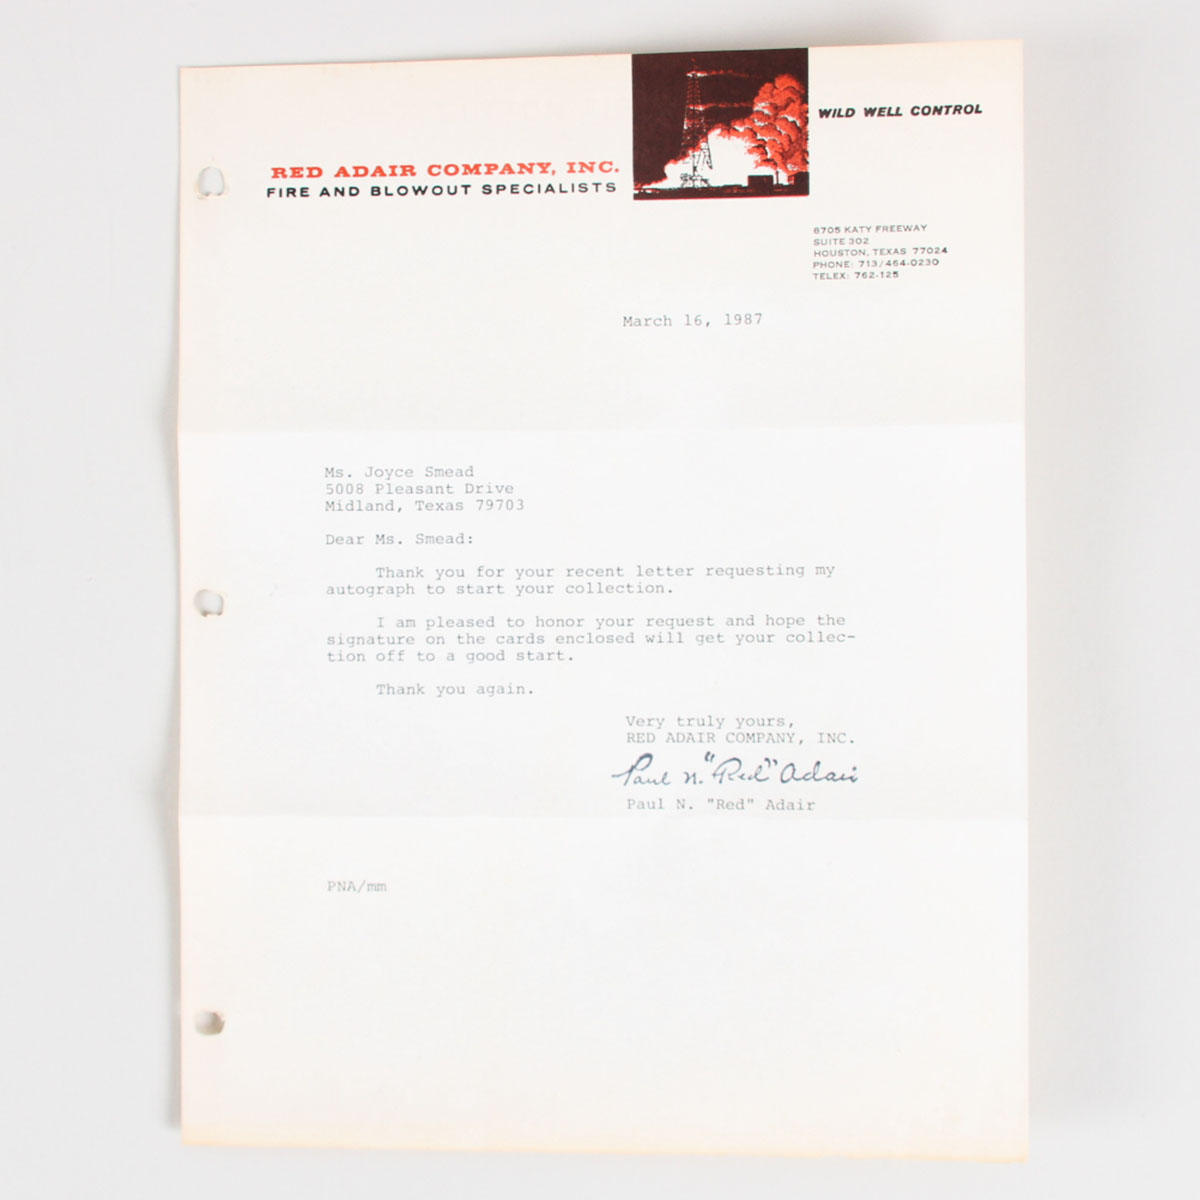 WILD WELL CONTROL
RED ADAIR COMPANY, INC.
FIRE AND BLOWOUT SPECIALISTS
8705 KATY FREEWAY
SUITE 302
HOUSTON, TEXAS 77024
PHONE: 713/464-0230
TELEX: 762-125
March 16, 1987
Ms. Joyce Smead
5008 Pleasant Drive
Midland, Texas 79703
Dear Ms. Smead:
Thank you for your recent letter requesting my
autograph to start your collection.
I am pleased to honor your request and hope the
signature on the cards enclosed will get your collec-
tion off to a good start.
Thank you again.
Very truly yours,
RED ADAIR COMPANY, INC.
Paul N. "Red" Adair
Paul N. "Red" Adair
PNA/mm